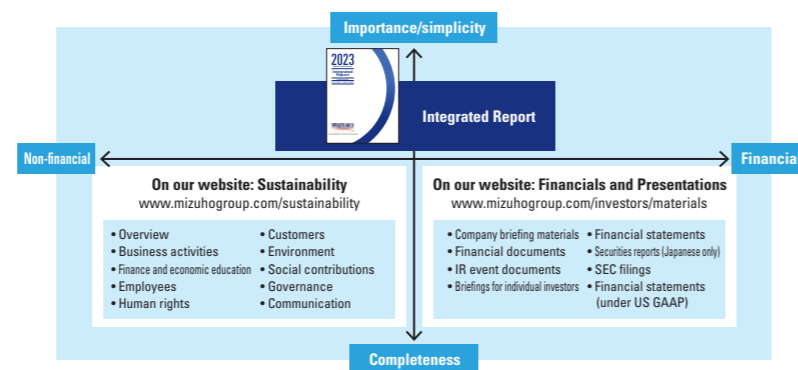 Importance/simplicity
2023
Integrated
Report
Integrated Report
Non-financial
Financial
On our website: Sustainability
www.mizuhogroup.com/sustainability
• Overview
• Business activities
• Finance and economic education
• Employees
• Human rights
• Customers
• Environment
• Social contributions
• Governance
• Communication
On our website: Financials and Presentations
www.mizuhogroup.com/investors/materials
• Company briefing materials
• Financial documents
• IR event documents
• Briefings for individual investors
• Financial statements
• Securities reports (Japanese only)
• SEC filings
• Financial statements
(under US GAAP)
Completeness